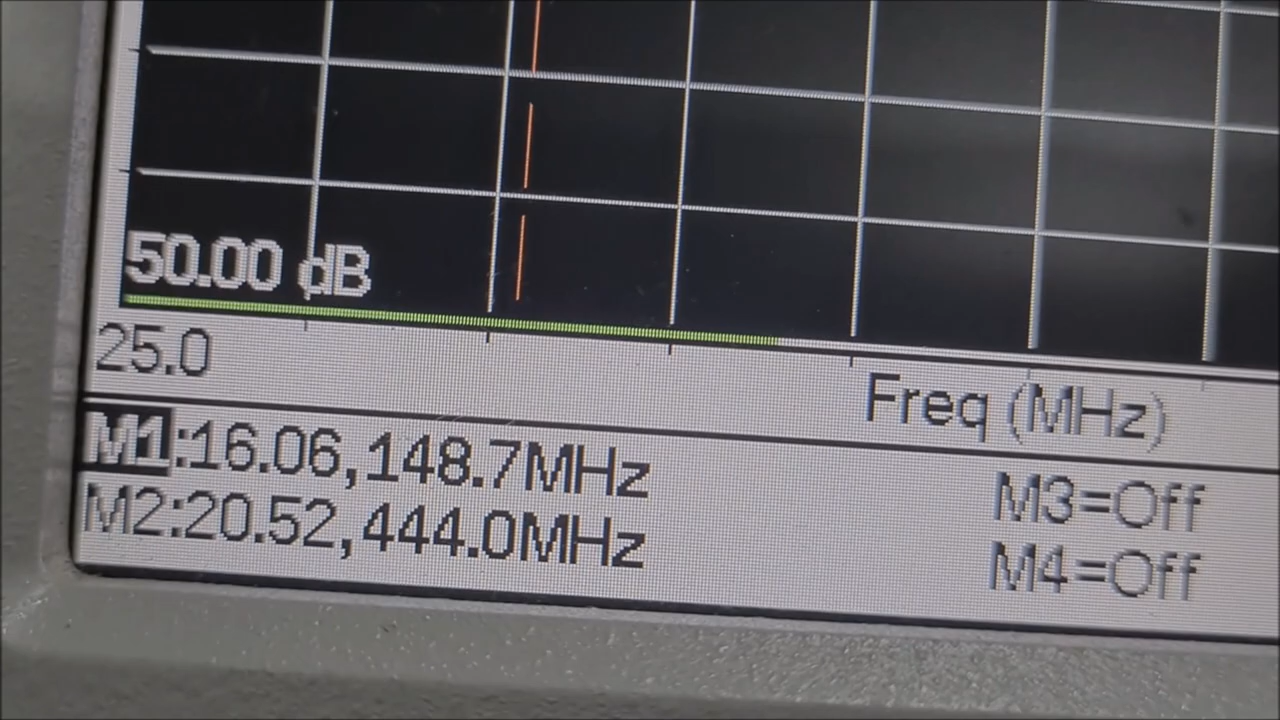 50.00 dB
25.0
Freq (MHz)
M1:16.06,148.7MHz
M3=Off
M2:20.52,444.0MHz
M4=Off